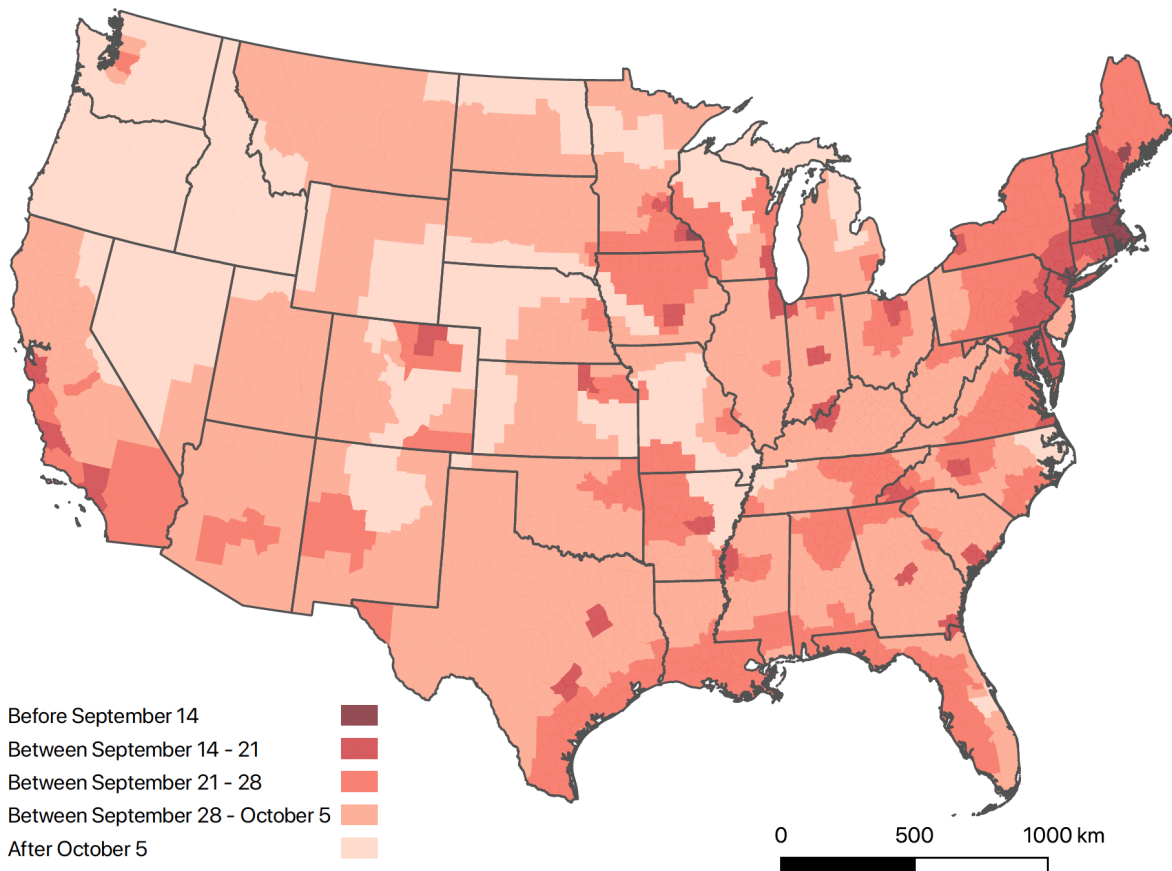 Before September 14
Between September 14 - 21
Between September 21 - 28
Between September 28 - October 5
After October 5
0 500 1000 km